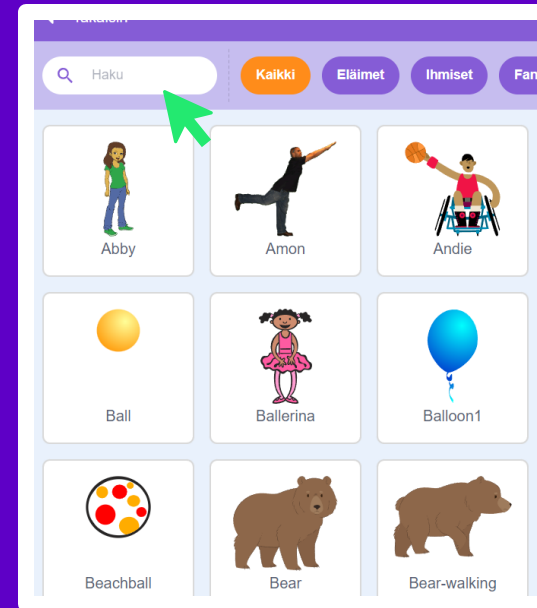 Haku
Kaikki Eläimet Ihmiset
Abby Amon Andie
Ball Ballerina Balloon1
Beachball Bear Bear-walking